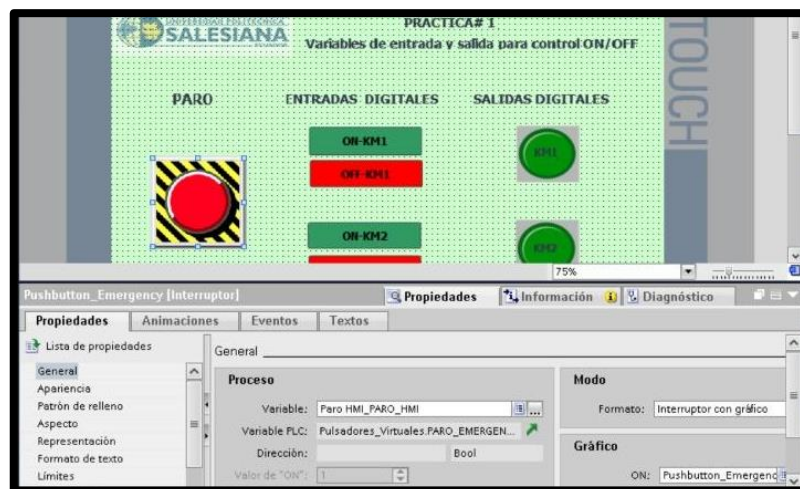 UNIVERSIDAD POLITÉCNICA
SALESIANA
ECUADOR
PRACTICA# 1
Variables de entrada y salida para control ON/OFF
TOUCH
PARO
ENTRADAS DIGITALES
SALIDAS DIGITALES
ON-KM1
KM1
OFF-KM1
ON-KM2
KM2
75%
Pushbutton_Emergency [Interruptor]
Propiedades
Información
Diagnóstico
Propiedades
Animaciones
Eventos
Textos
Lista de propiedades
General
General
Apariencia
Patrón de relleno
Aspecto
Representación
Formato de texto
Límites
Proceso
Variable: Paro HMI_PARO_HMI
Variable PLC: Pulsadores_Virtuales.PARO_EMERGEN...
Dirección: Bool
Valor de "ON": 1
Modo
Formato: Interruptor con gráfico
Gráfico
ON: Pushbutton_Emergenc